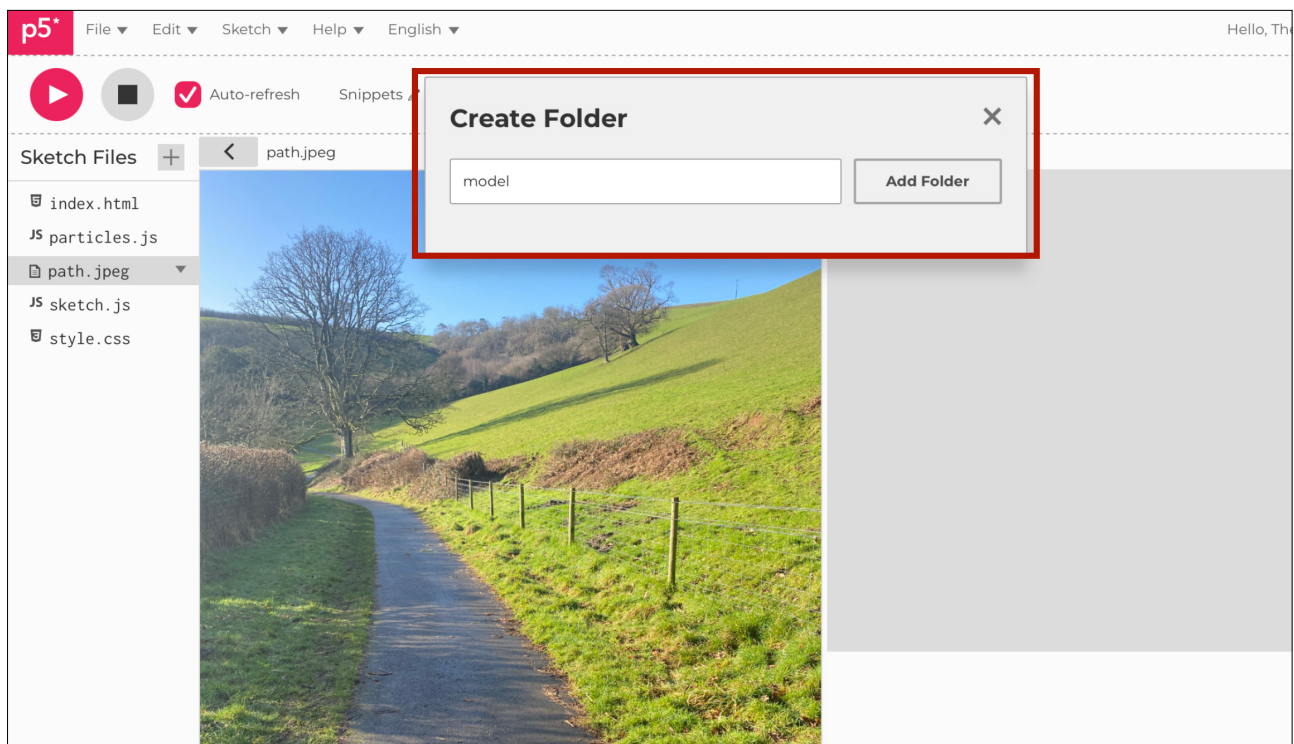 p5* File Edit Sketch Help English Hello, The
Auto-refresh Snippets
Create Folder
model Add Folder
Sketch Files path.jpeg
index.html
JS particles.js
path.jpeg
JS sketch.js
style.css